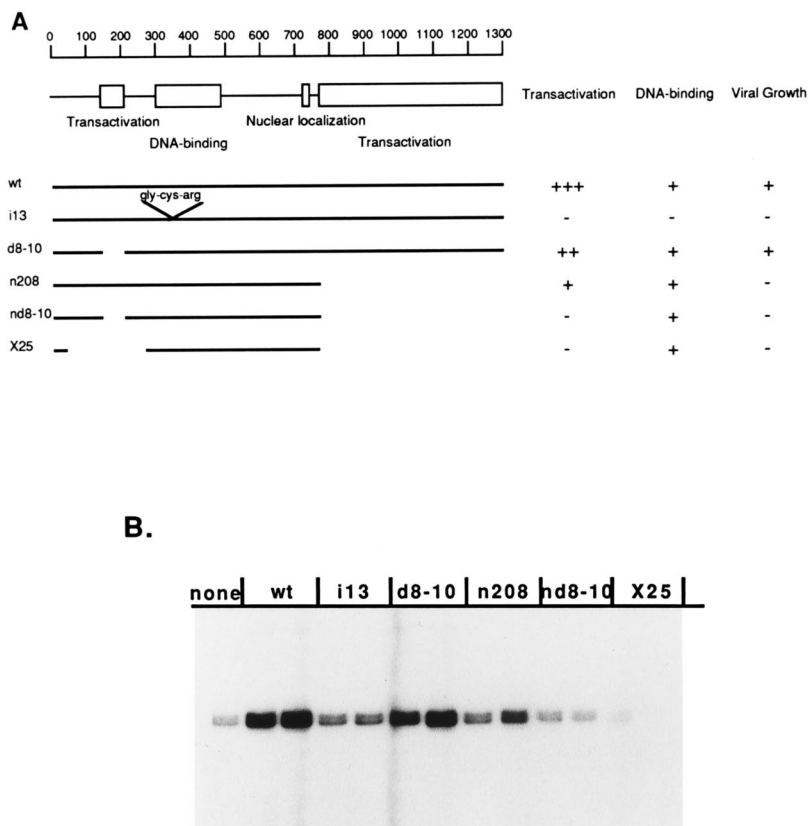 A
0 100 200 300 400 500 600 700 800 900 1000 1100 1200 1300
Transactivation DNA-binding Viral Growth
Transactivation Nuclear localization
DNA-binding Transactivation
wt +++ + +
gly-cys-arg
i13 - - -
d8-10 ++ + +
n208 + + -
nd8-10 - + -
X25 - + -
B.
none wt i13 d8-10 n208 nd8-10 X25